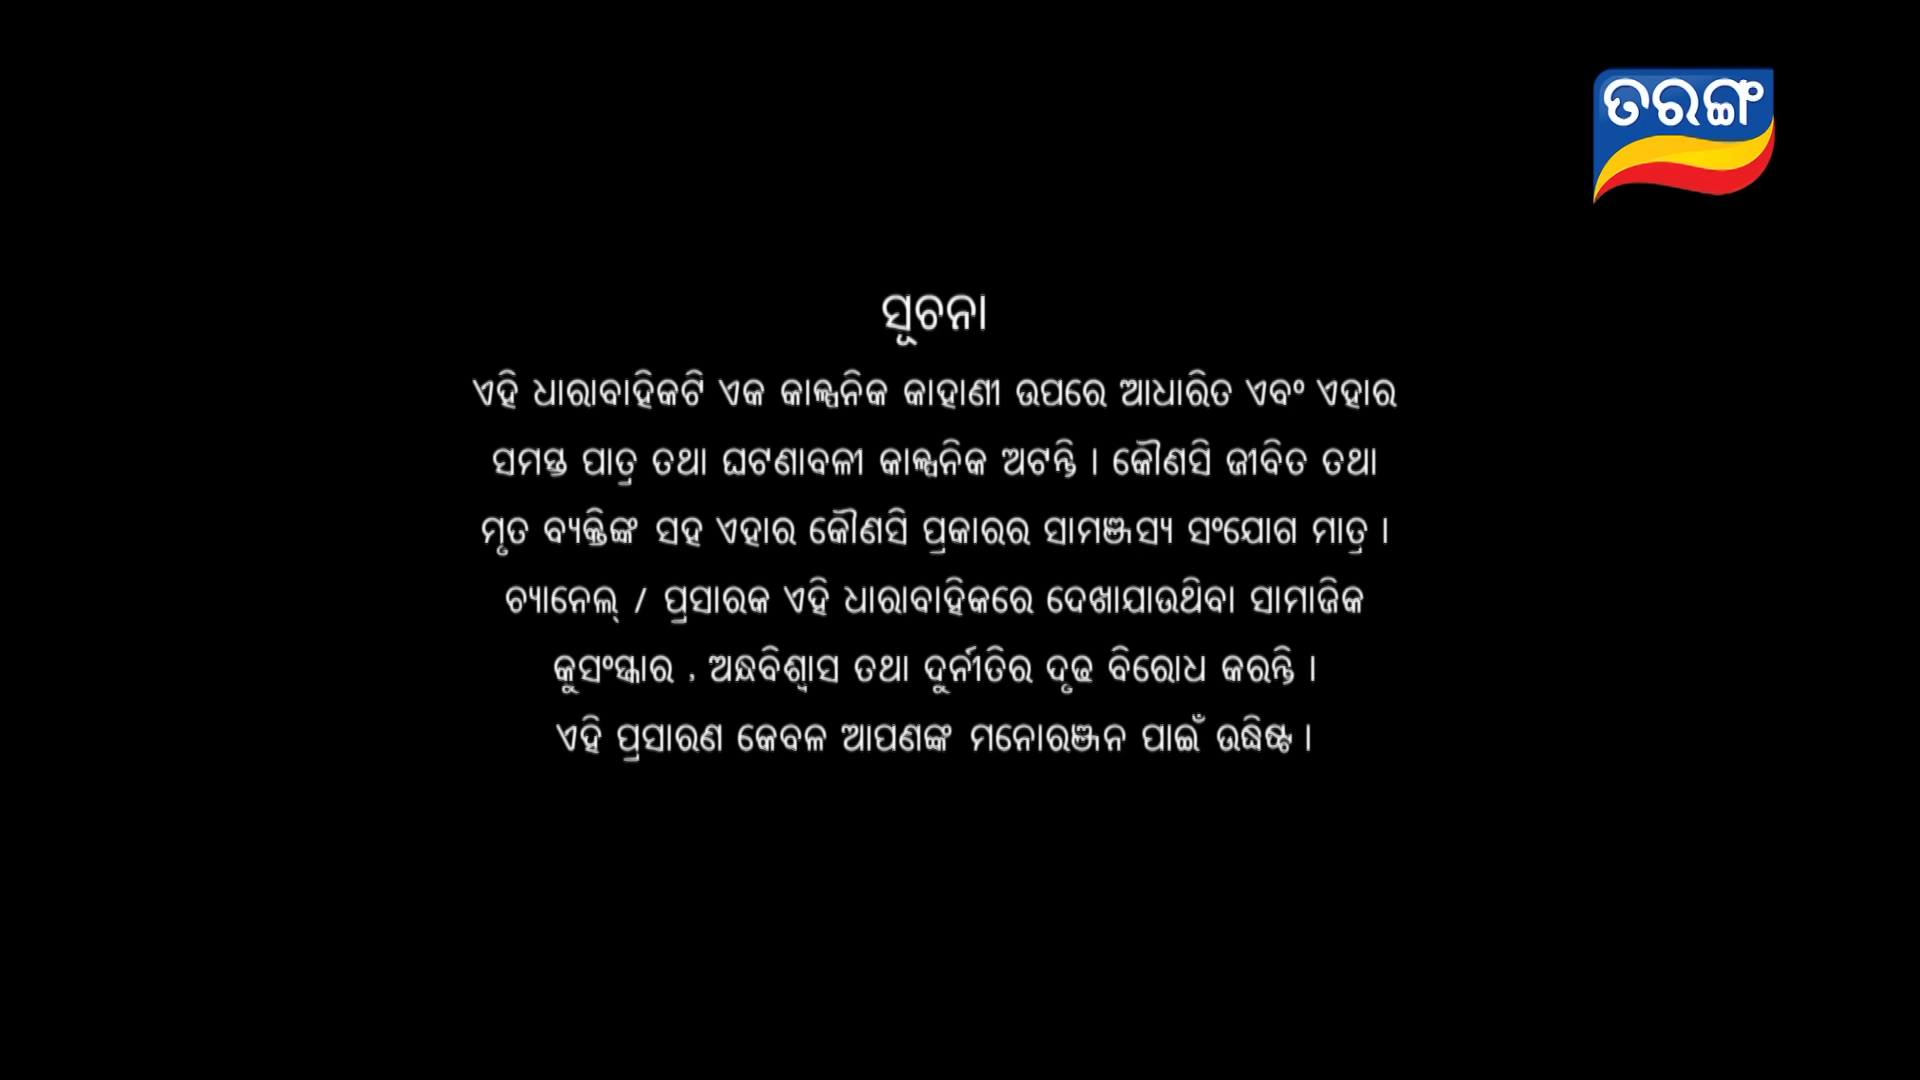 ତରଙ୍ଗ
ସୂଚନା
ଏହି ଧାରାବାହିକଟି ଏକ କାଳ୍ପନିକ କାହାଣୀ ଉପରେ ଆଧାରିତ ଏବଂ ଏହାର
ସମସ୍ତ ପାତ୍ର ତଥା ଘଟଣାବଳୀ କାଳ୍ପନିକ ଅଟନ୍ତି । କୌଣସି ଜୀବିତ ତଥା
ମୃତ ବ୍ୟକ୍ତିଙ୍କ ସହ ଏହାର କୌଣସି ପ୍ରକାରର ସାମଞ୍ଜସ୍ୟ ସଂଯୋଗ ମାତ୍ର ।
ଚ୍ୟାନେଲ୍ / ପ୍ରସାରକ ଏହି ଧାରାବାହିକରେ ଦେଖାଯାଉଥିବା ସାମାଜିକ
କୁସଂସ୍କାର , ଅନ୍ଧବିଶ୍ୱାସ ତଥା ଦୁର୍ନୀତିର ଦୃଢ ବିରୋଧ କରନ୍ତି ।
ଏହି ପ୍ରସାରଣ କେବଳ ଆପଣଙ୍କ ମନୋରଞ୍ଜନ ପାଇଁ ଉଦ୍ଧିଷ୍ଟ ।